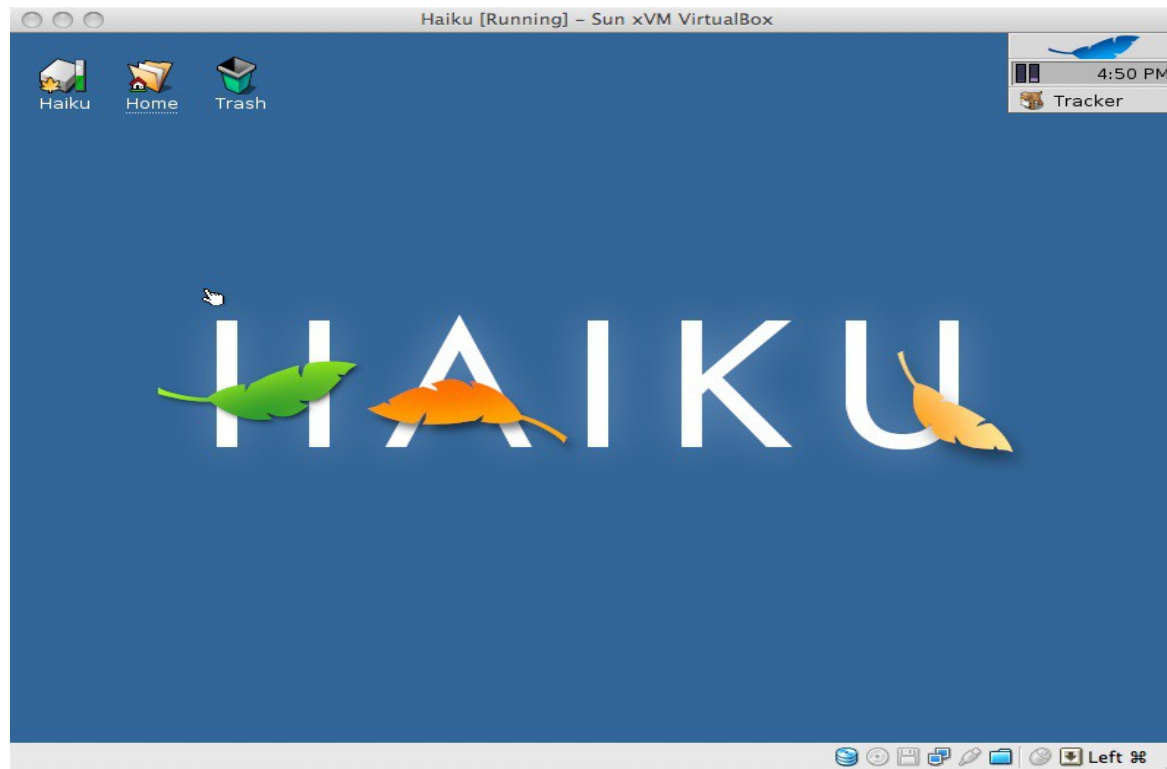 Haiku [Running] – Sun xVM VirtualBox
4:50 PM
Tracker
Haiku Home Trash
HAIKU
Left ⌘